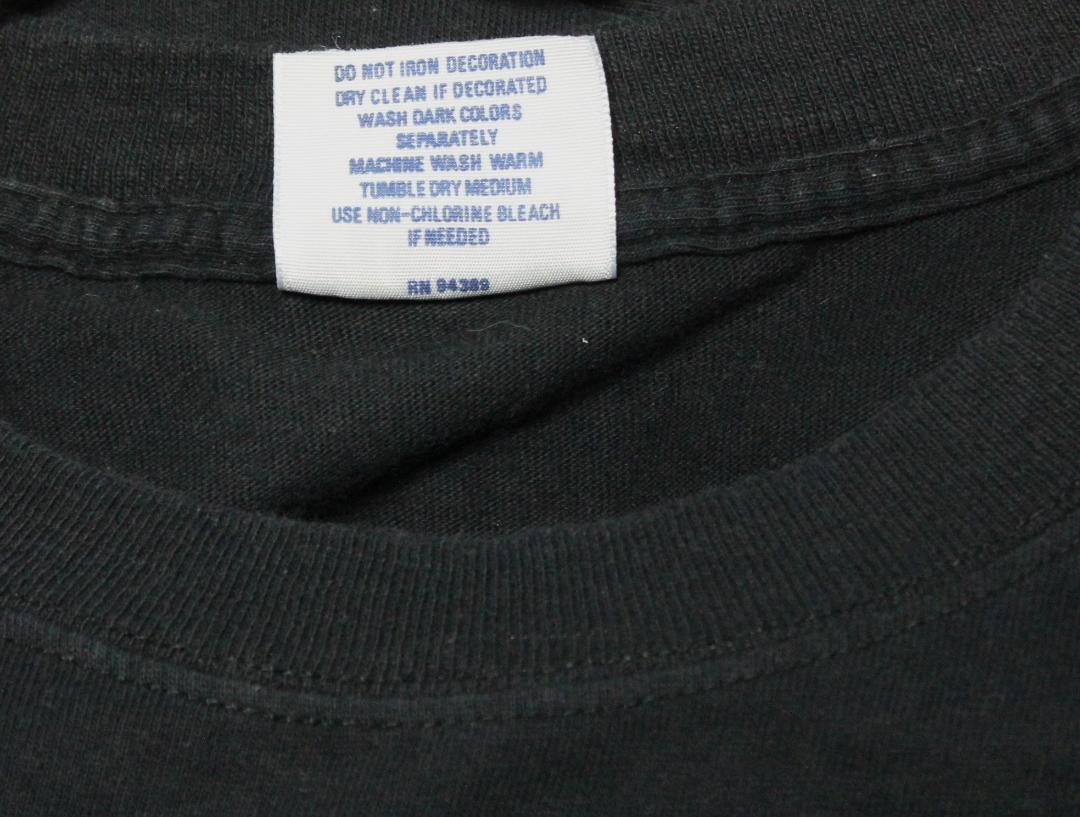 DO NOT IRON DECORATION
DRY CLEAN IF DECORATED
WASH DARK COLORS
SEPARATELY
MACHINE WASH WARM
TUMBLE DRY MEDIUM
USE NON-CHLORINE BLEACH
IF NEEDED
RN 94389